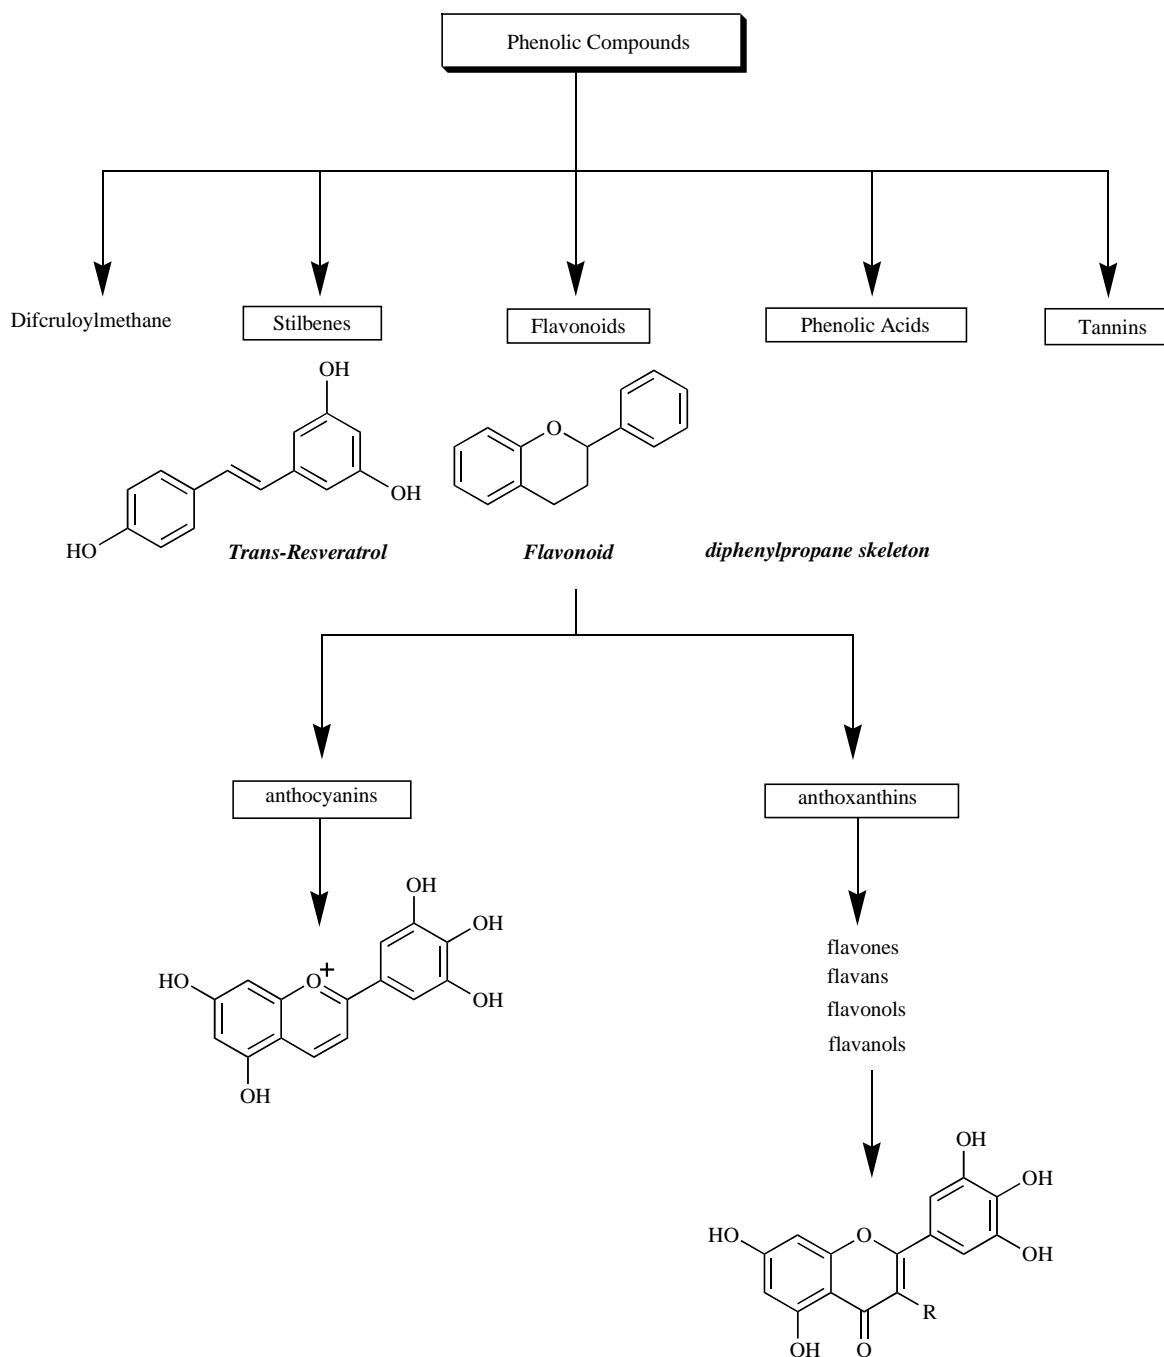 Phenolic Compounds
Difcruloylmethane
Stilbenes
Flavonoids
Phenolic Acids
Tannins
OH
OH
HO
Trans-Resveratrol
O
Flavonoid
diphenylpropane skeleton
anthocyanins
anthoxanthins
OH
OH
OH
HO
O+
OH
flavones
flavans
flavonols
flavanols
OH
OH
OH
HO
O
R
OH
O